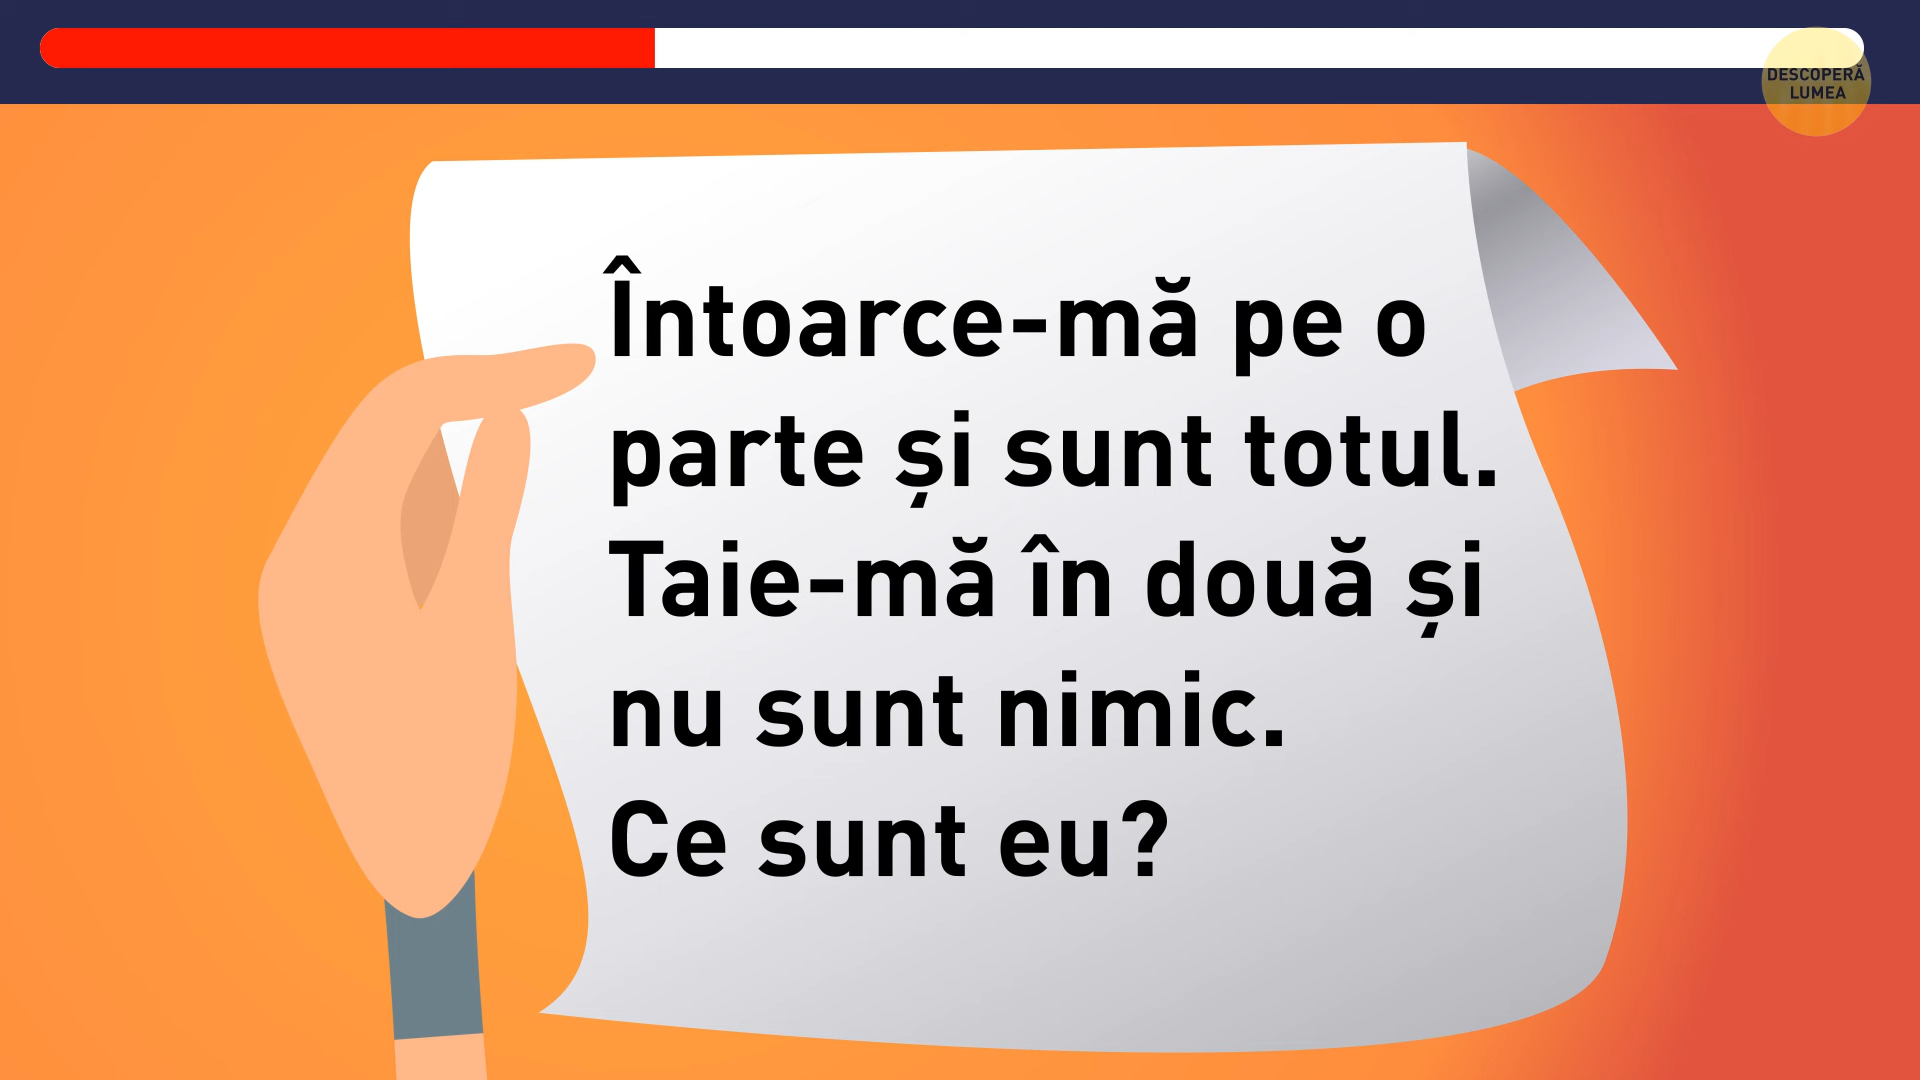 DESCOPERĂ
LUMEA
Întoarce-mă pe o
parte și sunt totul.
Taie-mă în două și
nu sunt nimic.
Ce sunt eu?